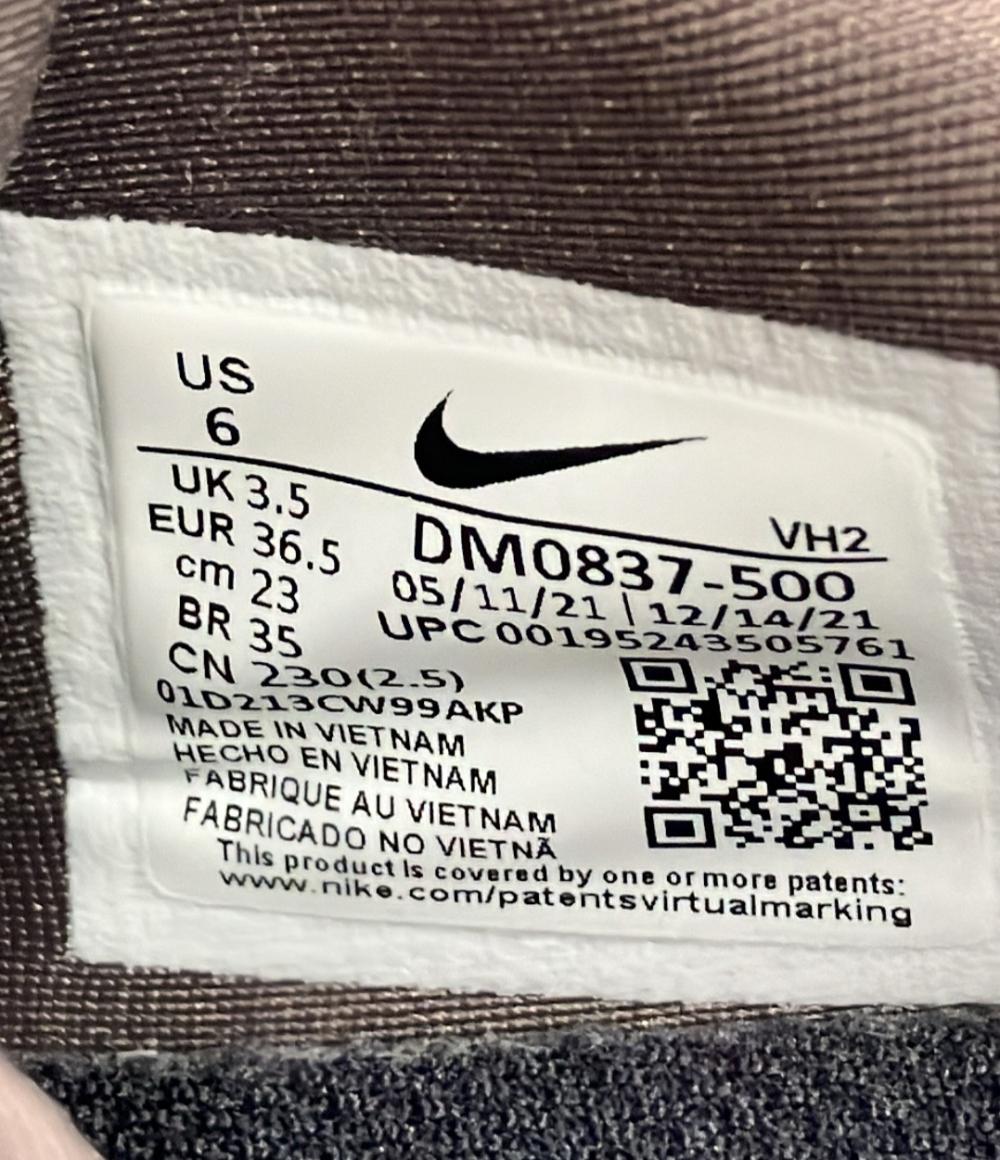 US
6
UK 3.5
EUR 36.5
cm 23
BR 35
CN 230(2.5)
VH2
DM0837-500
05/11/21 | 12/14/21
UPC 00195243505761
01D213CW99AKP
MADE IN VIETNAM
HECHO EN VIETNAM
FABRIQUE AU VIETNAM
FABRICADO NO VIETNÃ
This product is covered by one or more patents:
www.nike.com/patentsvirtualmarking